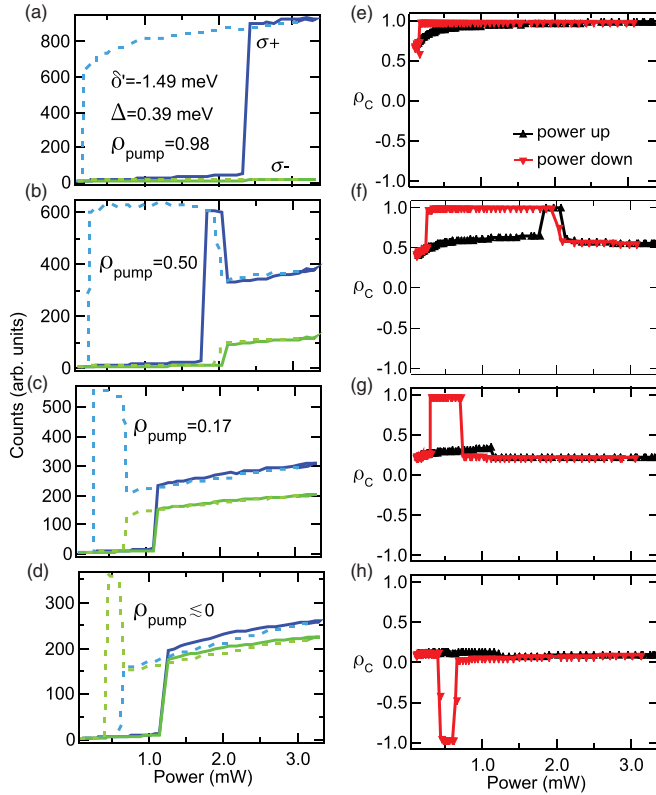 (a)
800
600
400
200
0
σ+
δ'=-1.49 meV
Δ=0.39 meV
ρpump=0.98
σ-
(b)
600
400
200
0
ρpump=0.50
Counts (arb. units)
(c)
500
400
300
200
100
0
ρpump=0.17
(d)
300
200
100
0
ρpump≲0
1.0
2.0
3.0
Power (mW)
(e)
1.0
0.5
0.0
-0.5
-1.0
ρC
power up
power down
(f)
1.0
0.5
0.0
-0.5
-1.0
ρC
(g)
1.0
0.5
0.0
-0.5
-1.0
ρC
(h)
1.0
0.5
0.0
-0.5
-1.0
ρC
1.0
2.0
3.0
Power (mW)